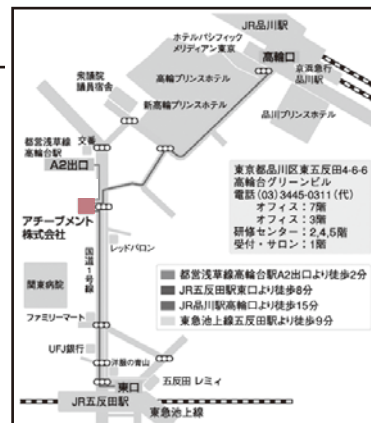 JR品川駅
ホテルパシフィック
メリディアン東京
高輪口
京浜急行
品川駅
衆議院
議員宿舎
高輪プリンスホテル
新高輪プリンスホテル
品川プリンスホテル
都営浅草線
高輪台駅
交番
A2出口
東京都品川区東五反田4-6-6
高輪台グリーンビル
電話(03)3445-0311(代)
オフィス：7階
オフィス：3階
研修センター：2,4,5階
受付・サロン：1階
アチーブメント
株式会社
レッドバロン
国道1号線
関東病院
都営浅草線高輪台駅A2出口より徒歩2分
JR五反田駅東口より徒歩8分
JR品川駅高輪口より徒歩15分
東急池上線五反田駅より徒歩9分
ファミリーマート
UFJ銀行
洋服の青山
東口
五反田 レミィ
JR五反田駅
東急池上線